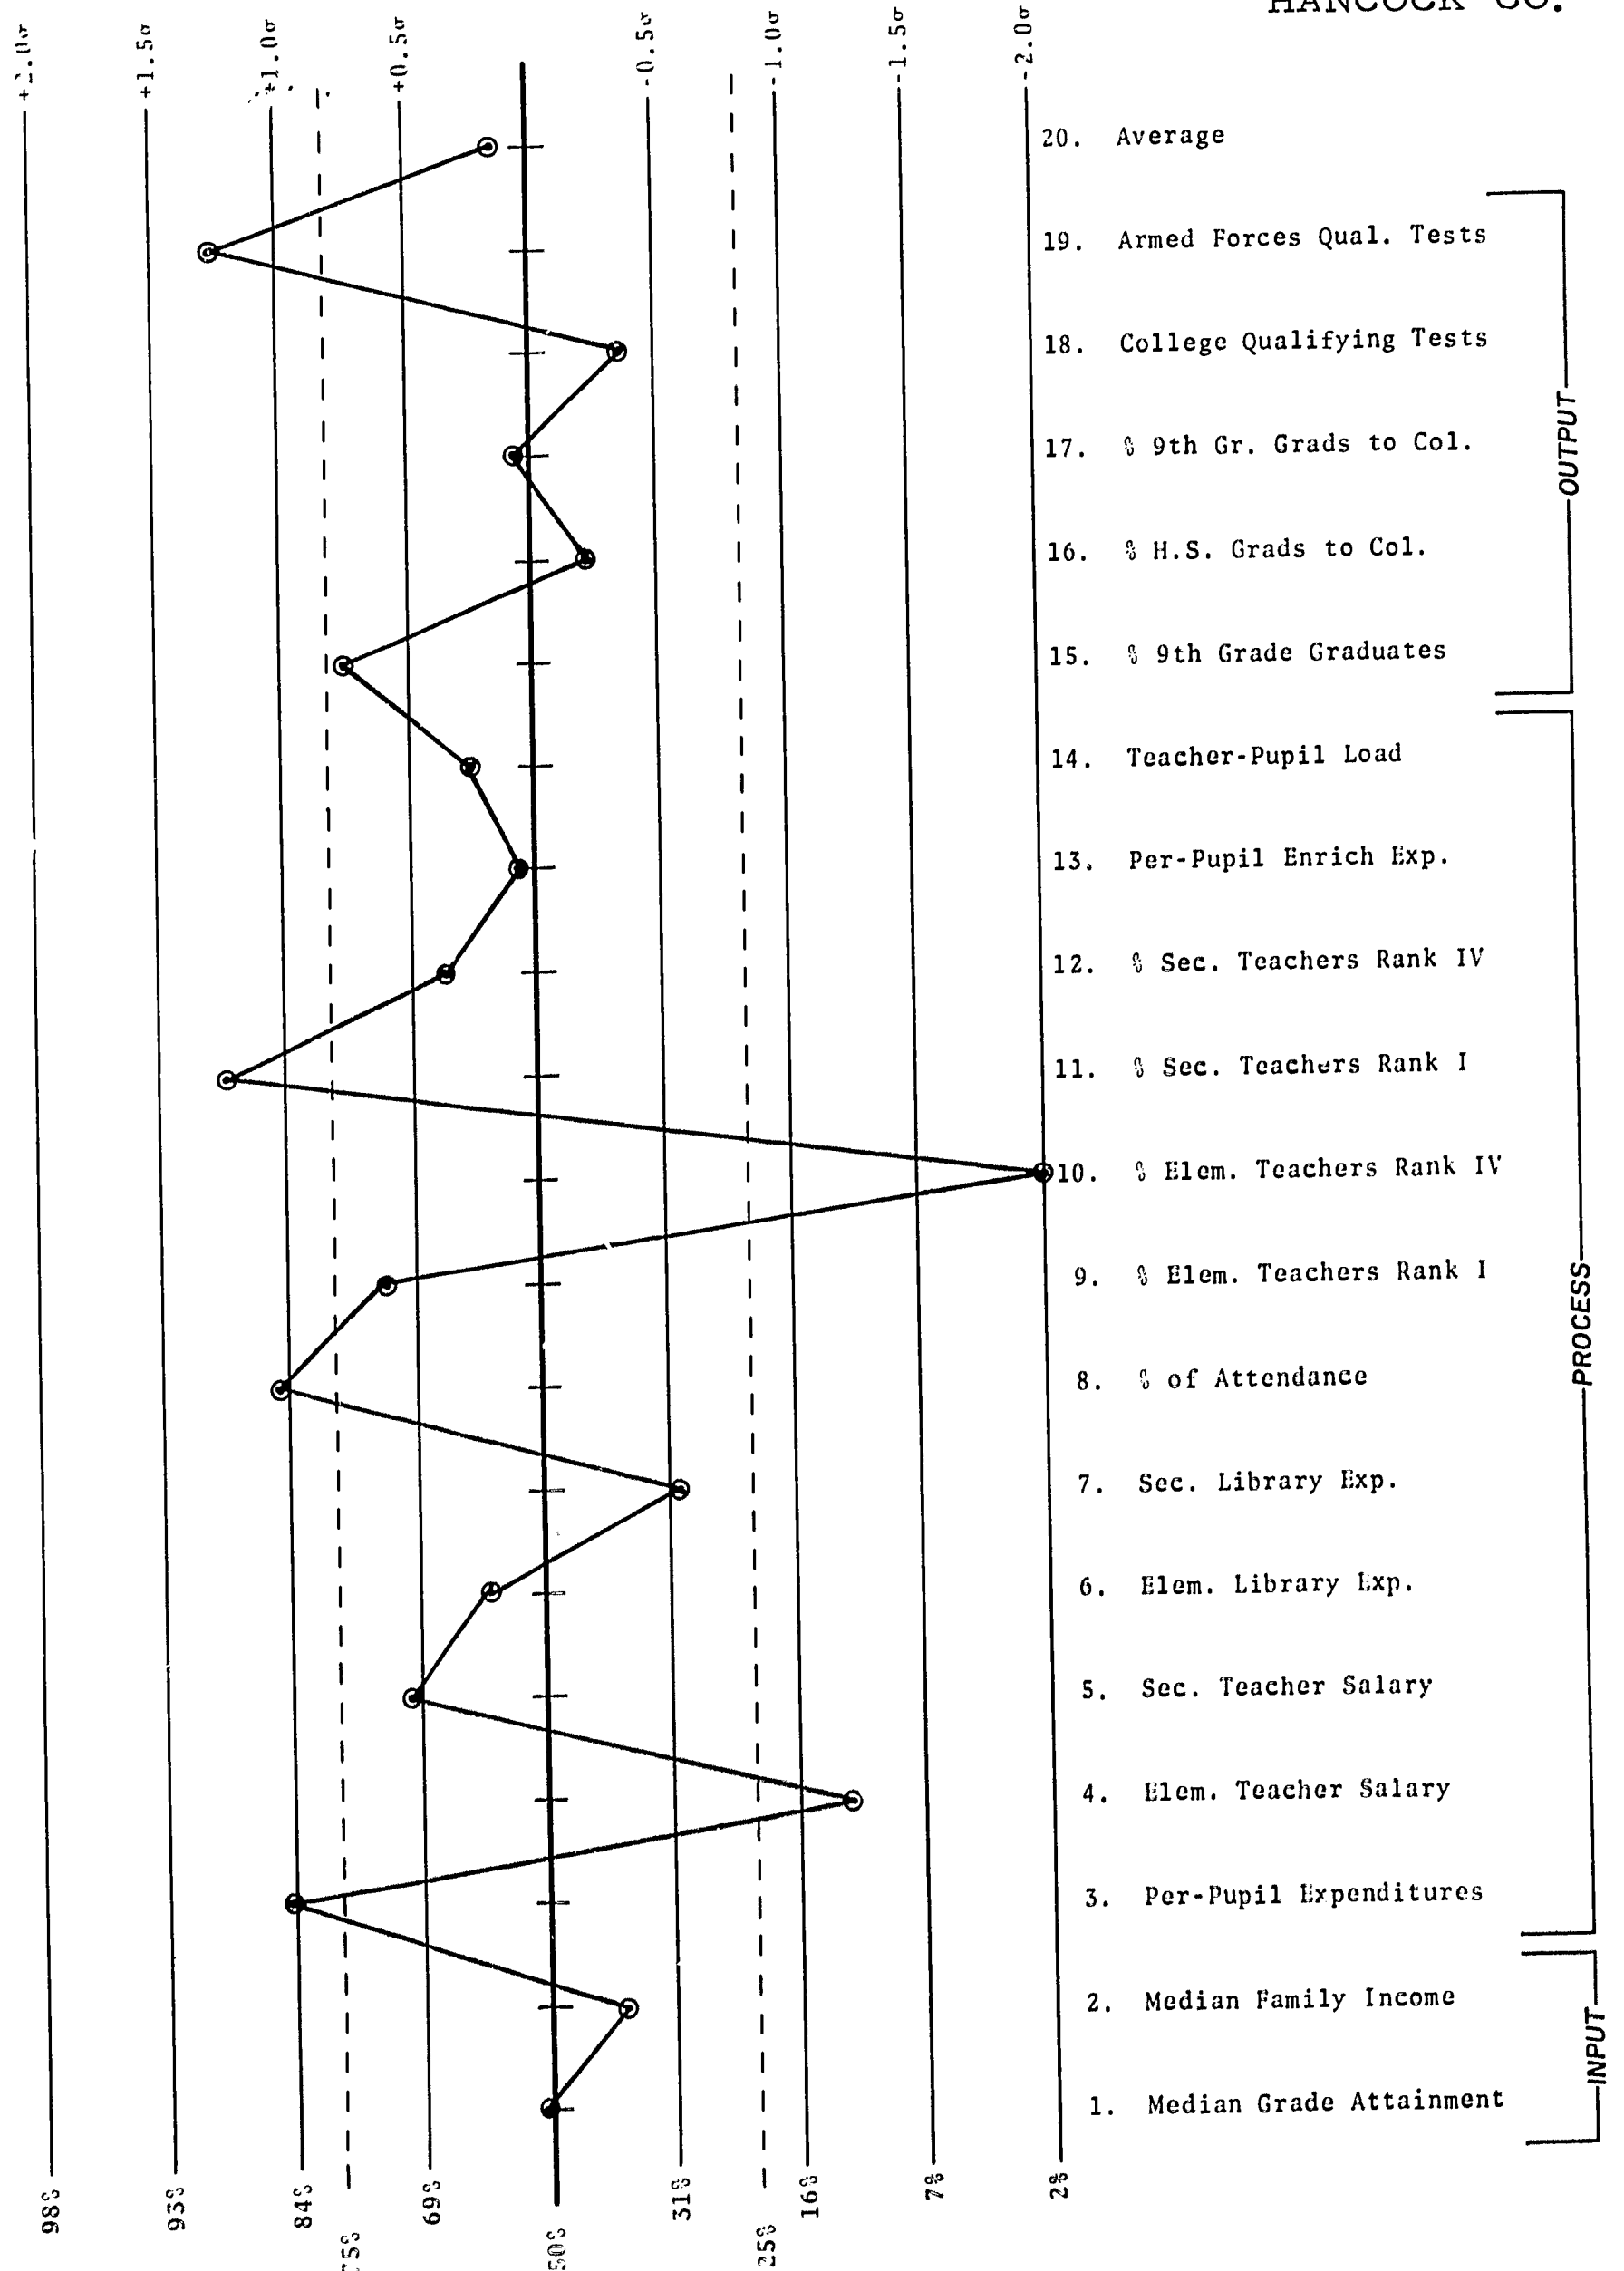 HANCOCK CO.
+2.0σ
+1.5σ
+1.0σ
+0.5σ
-0.5σ
-1.0σ
-1.5σ
-2.0σ
20. Average
19. Armed Forces Qual. Tests
18. College Qualifying Tests
17. % 9th Gr. Grads to Col.
16. % H.S. Grads to Col.
15. % 9th Grade Graduates
14. Teacher-Pupil Load
13. Per-Pupil Enrich Exp.
12. % Sec. Teachers Rank IV
11. % Sec. Teachers Rank I
10. % Elem. Teachers Rank IV
9. % Elem. Teachers Rank I
8. % of Attendance
7. Sec. Library Exp.
6. Elem. Library Exp.
5. Sec. Teacher Salary
4. Elem. Teacher Salary
3. Per-Pupil Expenditures
2. Median Family Income
1. Median Grade Attainment
OUTPUT
PROCESS
INPUT
98%
93%
84%
75%
69%
50%
31%
25%
16%
7%
2%